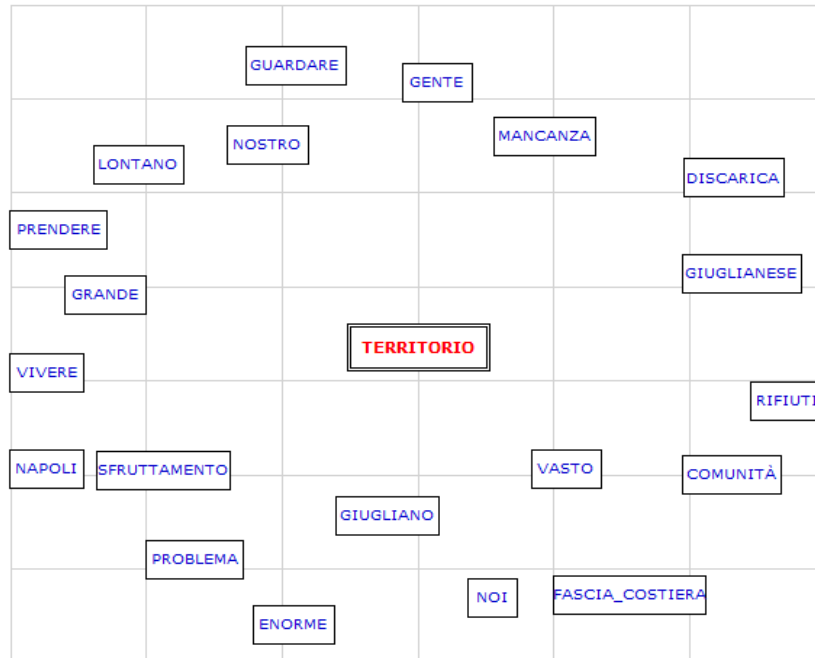 GUARDARE
GENTE
MANCANZA
NOSTRO
LONTANO
DISCARICA
PRENDERE
GIUGLIANESE
GRANDE
TERRITORIO
VIVERE
RIFIUTI
NAPOLI
SFRUTTAMENTO
VASTO
COMUNITÀ
GIUGLIANO
PROBLEMA
NOI
FASCIA_COSTIERA
ENORME